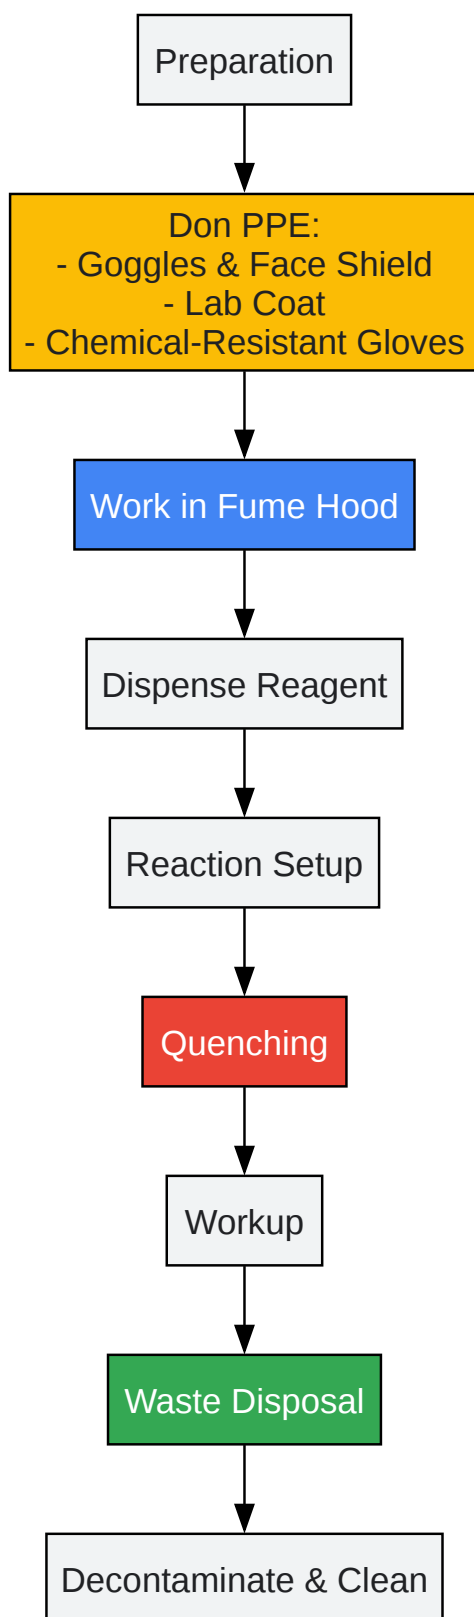 Preparation
Don PPE:
- Goggles & Face Shield
- Lab Coat
- Chemical-Resistant Gloves
Work in Fume Hood
Dispense Reagent
Reaction Setup
Quenching
Workup
Waste Disposal
Decontaminate & Clean